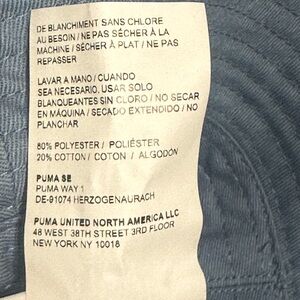 DE BLANCHIMENT SANS CHLORE
AU BESOIN / NE PAS SÉCHER À LA
MACHINE / SÉCHER À PLAT / NE PAS
REPASSER
LAVAR A MANO / CUANDO
SEA NECESARIO, USAR SOLO
BLANQUEANTES SIN CLORO / NO SECAR
EN MÁQUINA / SECADO EXTENDIDO / NO
PLANCHAR
80% POLYESTER / POLIÉSTER
20% COTTON / COTON / ALGODÓN
PUMA SE
PUMA WAY 1
DE-91074 HERZOGENAURACH
PUMA UNITED NORTH AMERICA LLC
48 WEST 38TH STREET 3RD FLOOR
NEW YORK NY 10018